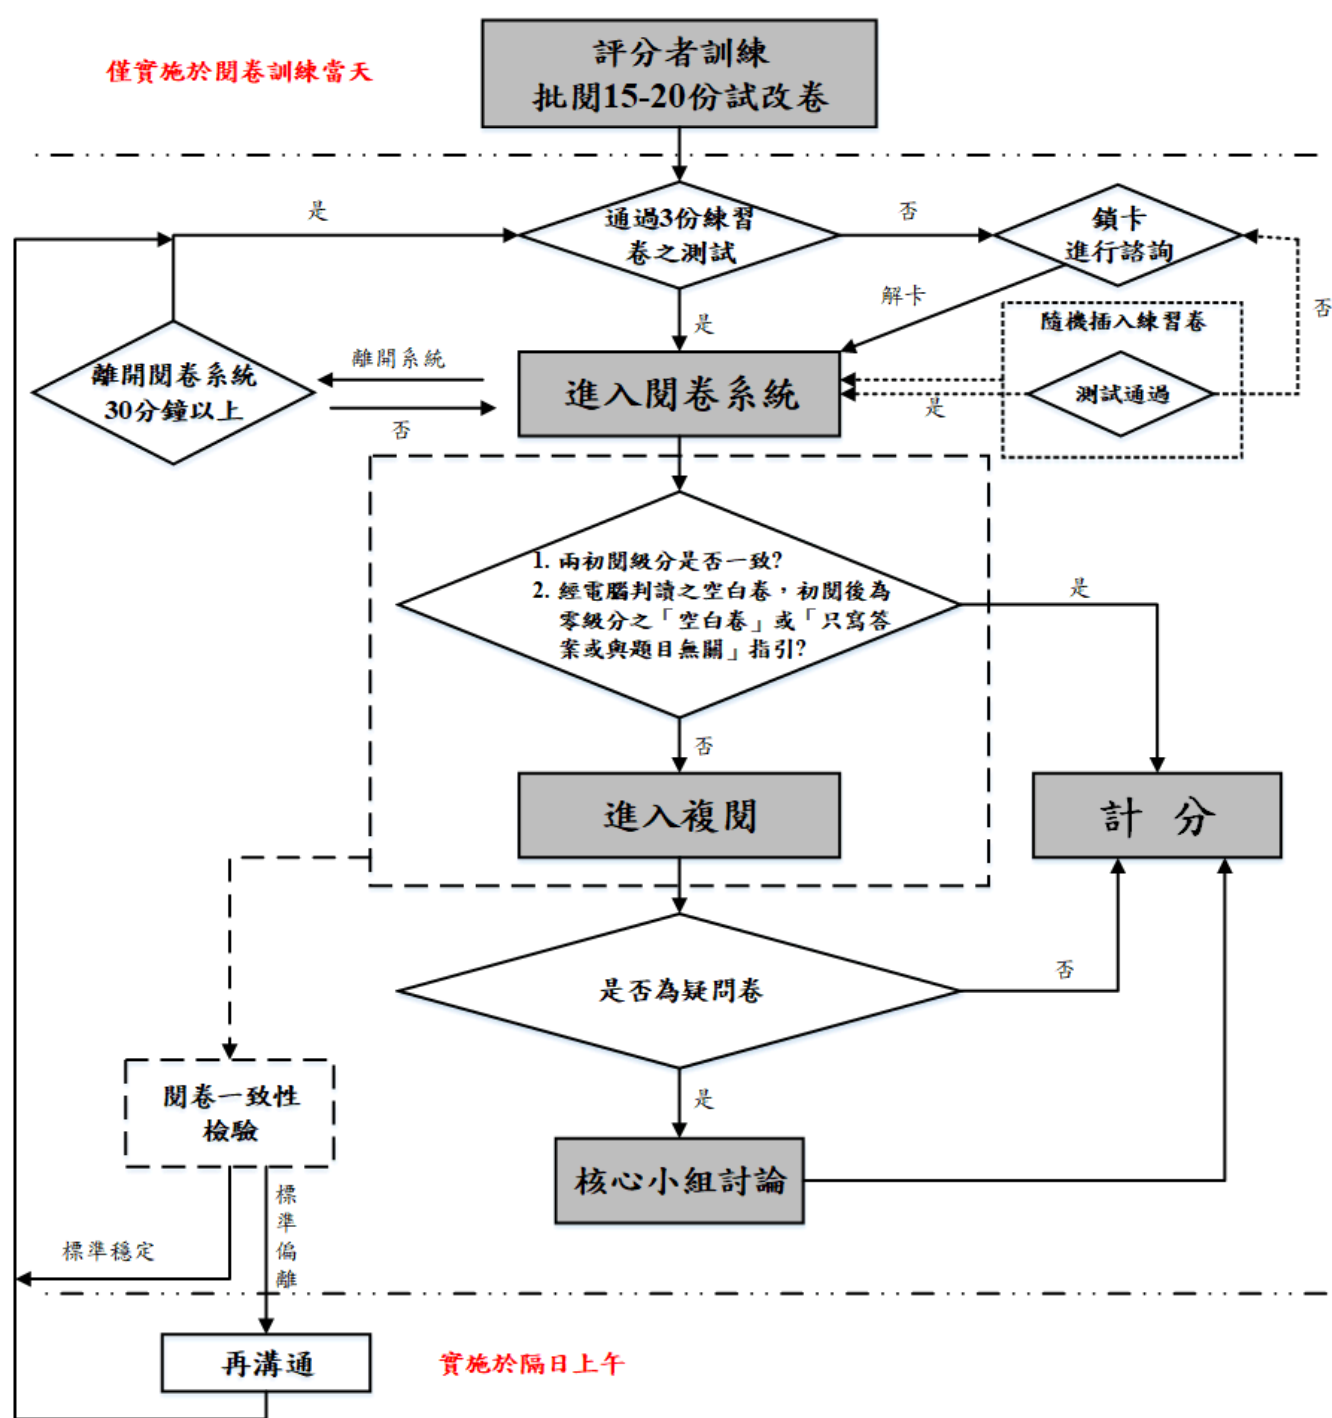 僅實施於閱卷訓練當天
評分者訓練
批閱15-20份試改卷
是
通過3份練習
卷之測試
否
鎖卡
進行諮詢
解卡
是
否
隨機插入練習卷
測試通過
是
離開閱卷系統
30分鐘以上
離開系統
否
進入閱卷系統
1. 兩初閱級分是否一致?
2. 經電腦判讀之空白卷，初閱後為
零級分之「空白卷」或「只寫答
案或與題目無關」指引?
是
否
進入複閱
計 分
是否為疑問卷
否
是
閱卷一致性
檢驗
核心小組討論
標準穩定
標準偏離
再溝通
實施於隔日上午